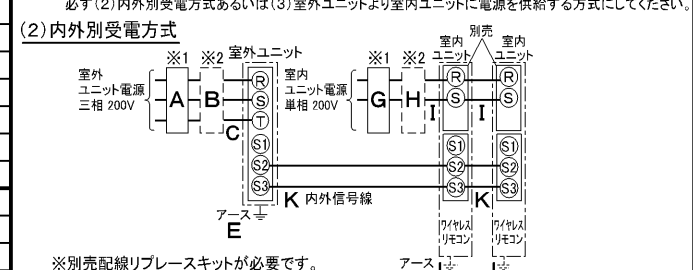 必ず(2)内外別受電方式あるいは(3)室外ユニットより室内ユニットに電源を供給する方式にしてください。
(2)内外別受電方式
別売
※1 ※2 室外ユニット ※1 ※2 室内ユニット 室内ユニット
室外
ユニット電源
三相 200V
A B C
R
S
T
S1
S2
S3
室内
ユニット電源
単相 200V
G H I I
R
S
S1
S2
S3
R
S
S1
S2
S3
K 内外信号線 K
アース
E
ワイヤレス
リモコン
ワイヤレス
リモコン
※別売配線リプレースキットが必要です。
アース